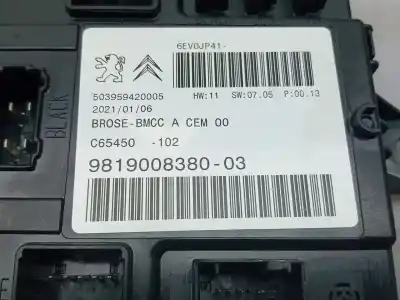 6EV0JP41-
503959420005
HW:11 SW:07.05 P:00.13
2021/01/06
BROSE-BMCC A CEM 00
C65450 -102
9819008380-03
BLACK